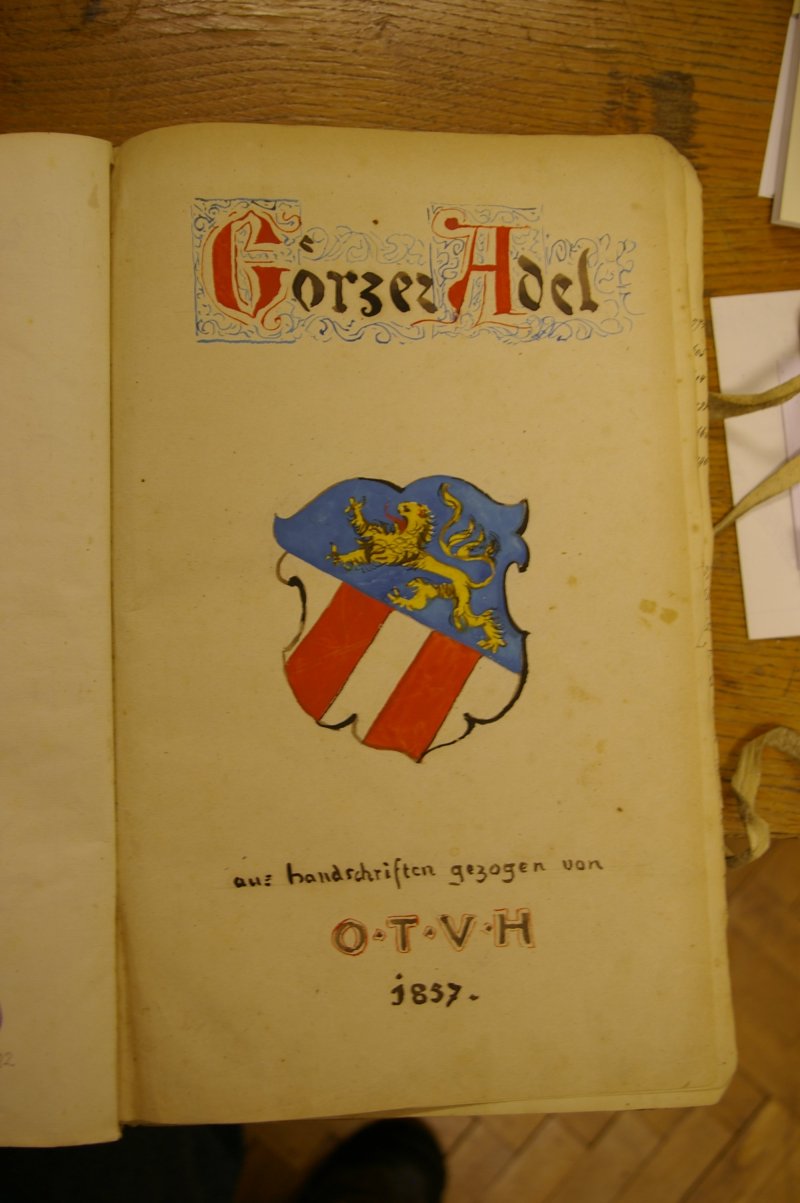 Görzer Adel
aus handschriften gezogen von
O·T·V·H
1857.